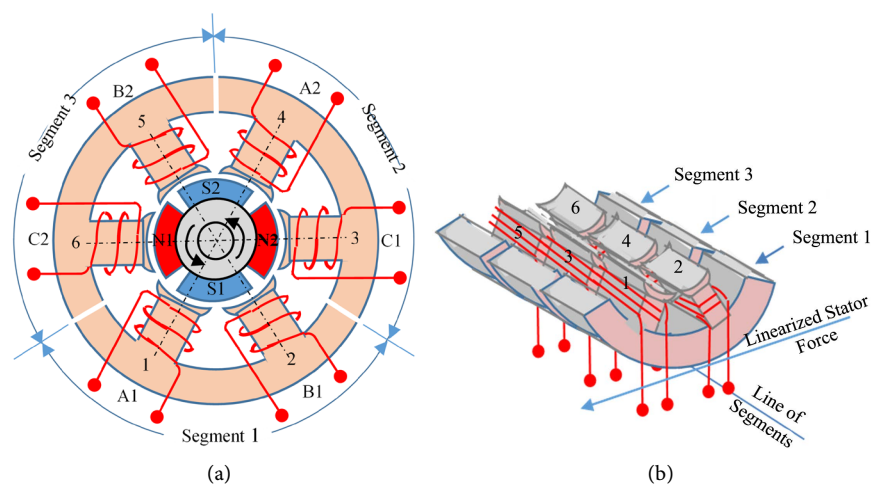 B2
A2
Segment 3
Segment 2
5
4
S2
C2
6
N1
N2
3
C1
S1
1
2
A1
B1
Segment 1
(a)
Segment 3
Segment 2
Segment 1
6
5
4
3
2
1
Linearized Stator
Force
Line of
Segments
(b)